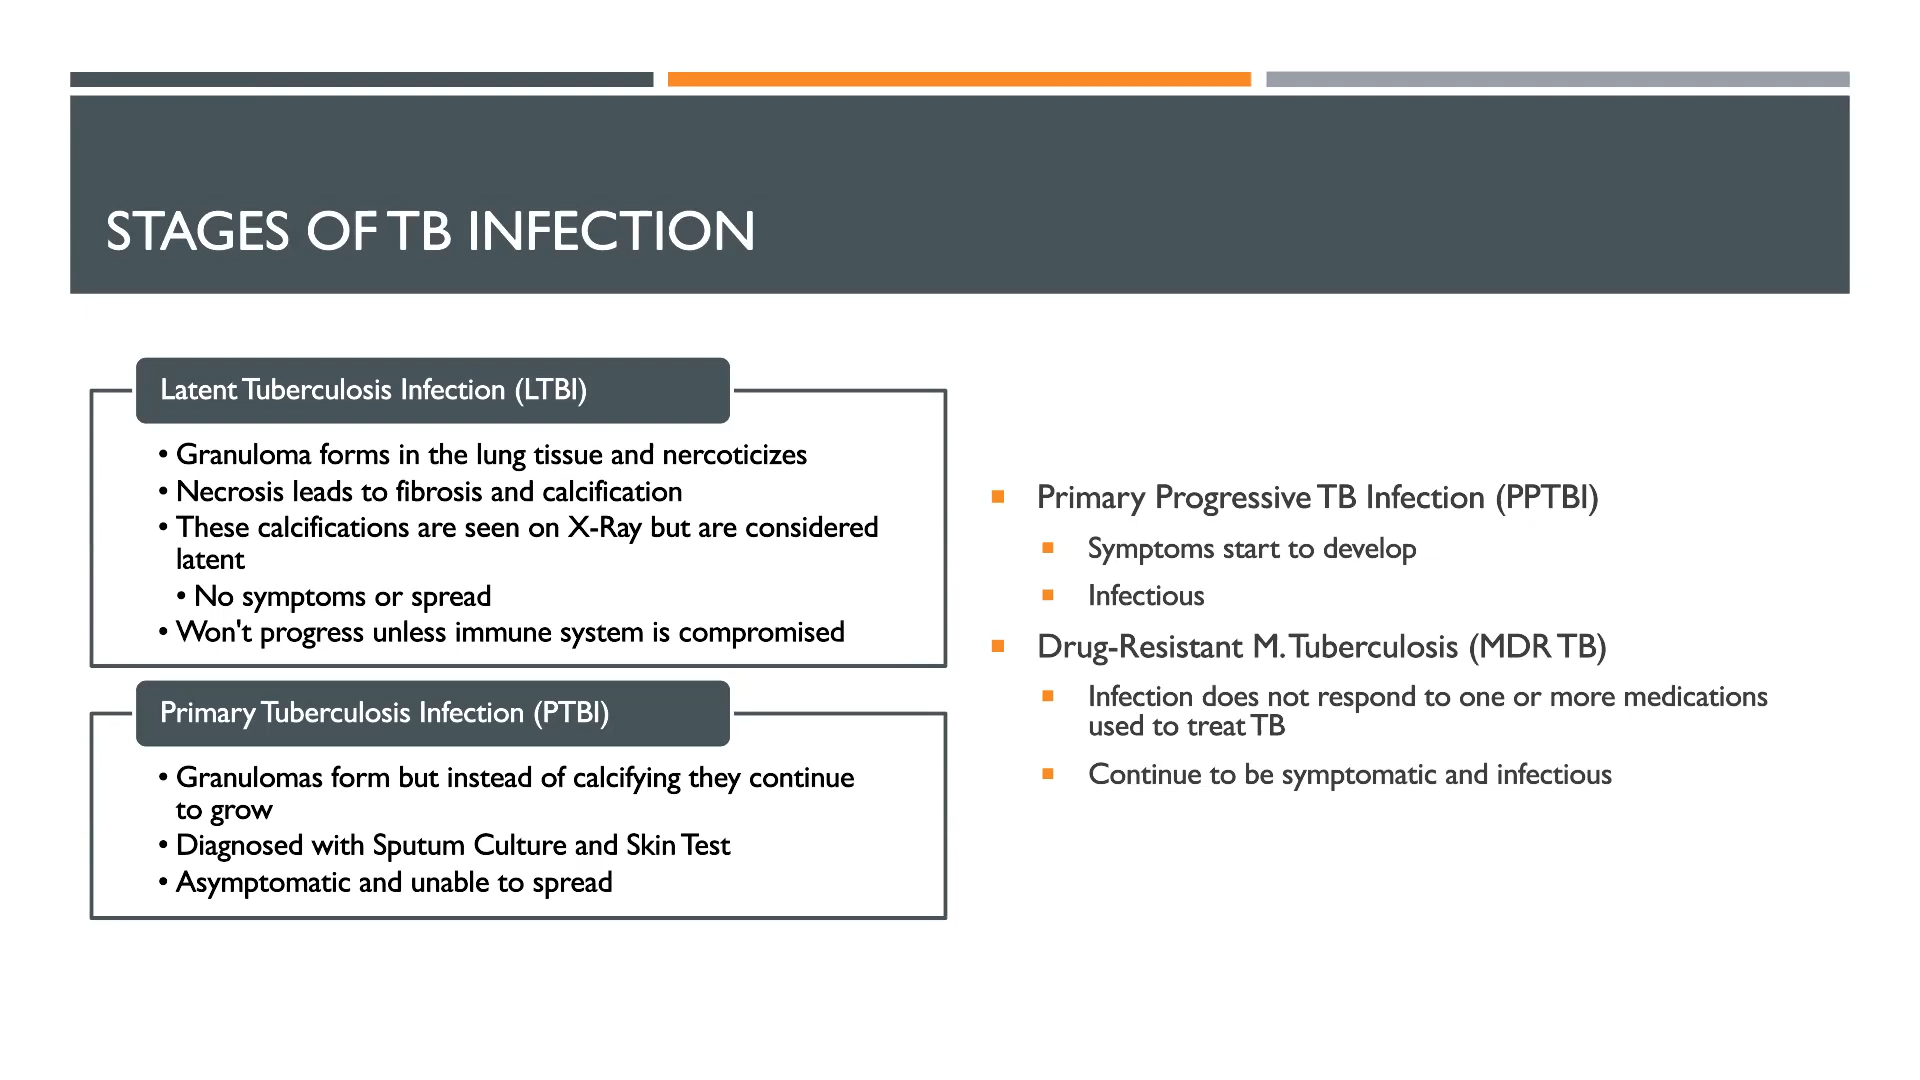 STAGES OF TB INFECTION
Latent Tuberculosis Infection (LTBI)
• Granuloma forms in the lung tissue and nercoticizes
• Necrosis leads to fibrosis and calcification
• These calcifications are seen on X-Ray but are considered
latent
• No symptoms or spread
• Won't progress unless immune system is compromised
Primary Tuberculosis Infection (PTBI)
• Granulomas form but instead of calcifying they continue
to grow
• Diagnosed with Sputum Culture and Skin Test
• Asymptomatic and unable to spread
▪ Primary Progressive TB Infection (PPTBI)
▪ Symptoms start to develop
▪ Infectious
▪ Drug-Resistant M. Tuberculosis (MDR TB)
▪ Infection does not respond to one or more medications
used to treat TB
▪ Continue to be symptomatic and infectious